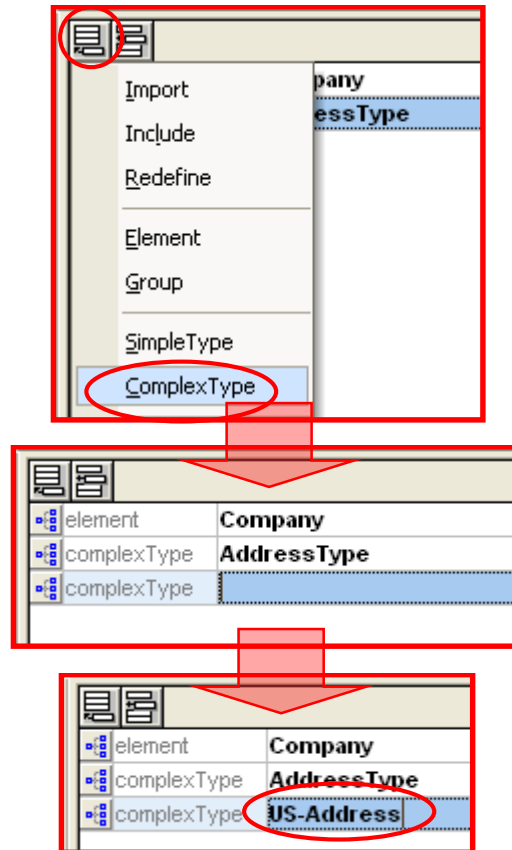 pany
Import
essType
Include
Redefine
Element
Group
SimpleType
ComplexType
element Company
complexType AddressType
complexType
element Company
complexType AddressType
complexType US-Address